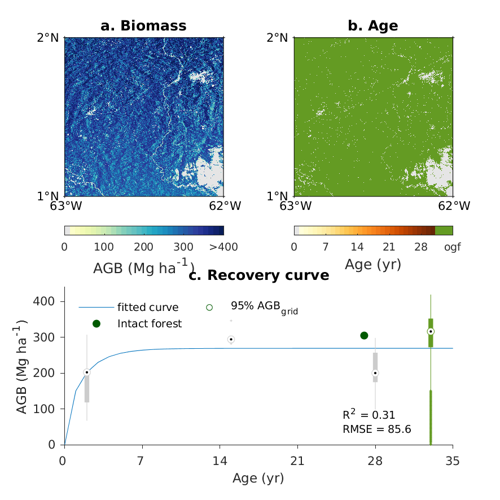 a. Biomass
b. Age
2°N
1°N
63°W 62°W
2°N
1°N
63°W 62°W
0 100 200 300 >400
AGB (Mg ha⁻¹)
0 7 14 21 28 ogf
Age (yr)
c. Recovery curve
fitted curve
95% AGB_grid
Intact forest
400
300
200
100
0
AGB (Mg ha⁻¹)
R² = 0.31
RMSE = 85.6
0 7 14 21 28 35
Age (yr)